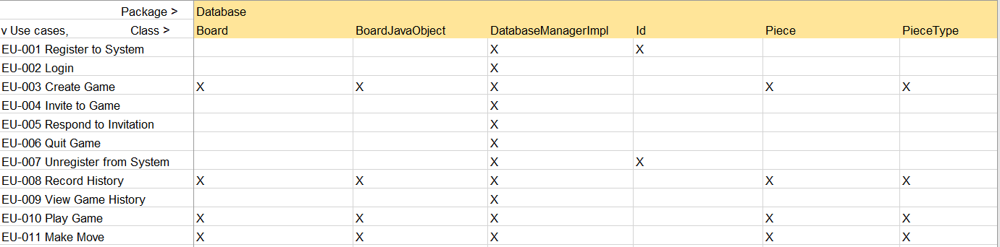 Package > Database
v Use cases, Class > Board BoardJavaObject DatabaseManagerImpl Id Piece PieceType
EU-001 Register to System X X
EU-002 Login X
EU-003 Create Game X X X X X
EU-004 Invite to Game X
EU-005 Respond to Invitation X
EU-006 Quit Game X
EU-007 Unregister from System X X
EU-008 Record History X X X X X
EU-009 View Game History X
EU-010 Play Game X X X X X
EU-011 Make Move X X X X X